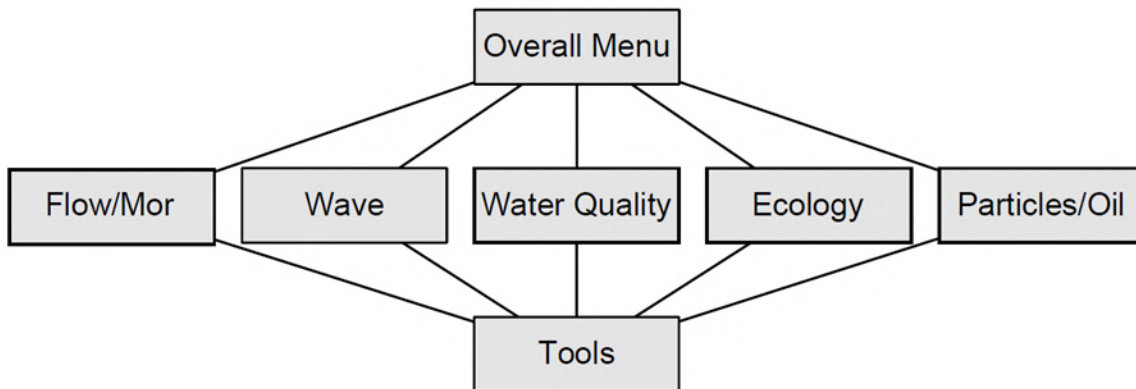 Overall Menu
Flow/Mor
Wave
Water Quality
Ecology
Particles/Oil
Tools